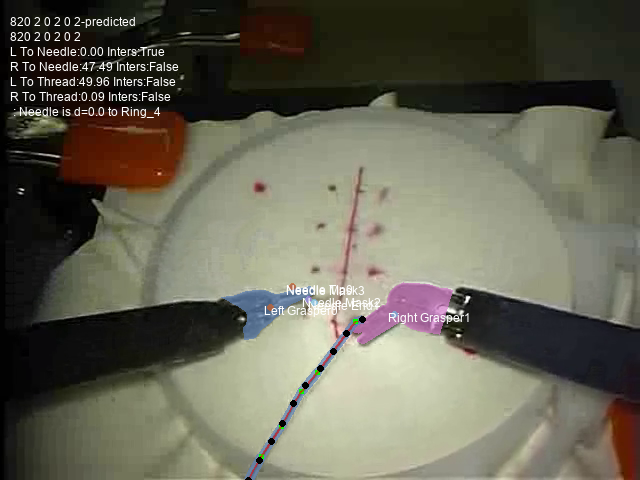 820 2 0 2 0 2-predicted
820 2 0 2 0 2
L To Needle:0.00 Inters:True
R To Needle:47.49 Inters:False
L To Thread:49.96 Inters:False
R To Thread:0.09 Inters:False
: Needle is d=0.0 to Ring_4
Needle Mask3
Needle Mask2
Left Grasper0
Right Grasper1